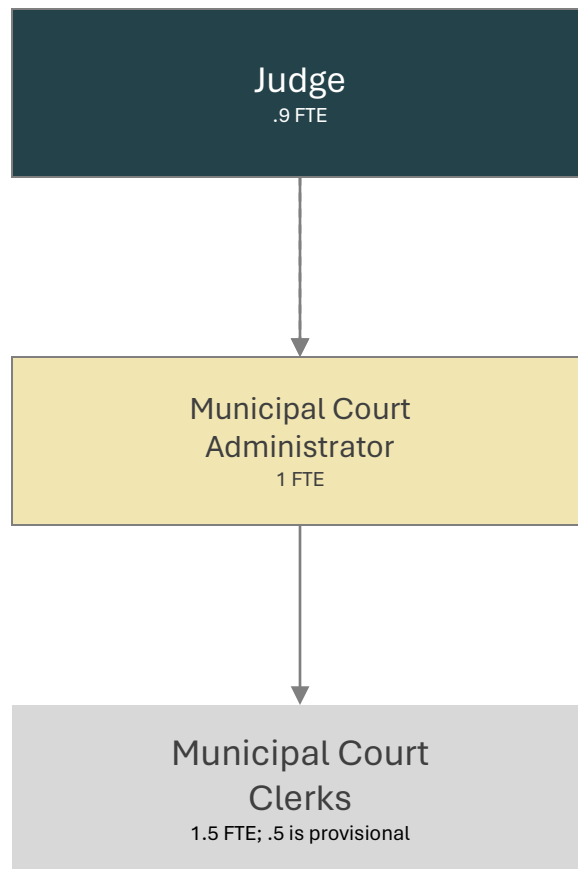 Judge
.9 FTE
Municipal Court
Administrator
1 FTE
Municipal Court
Clerks
1.5 FTE; .5 is provisional